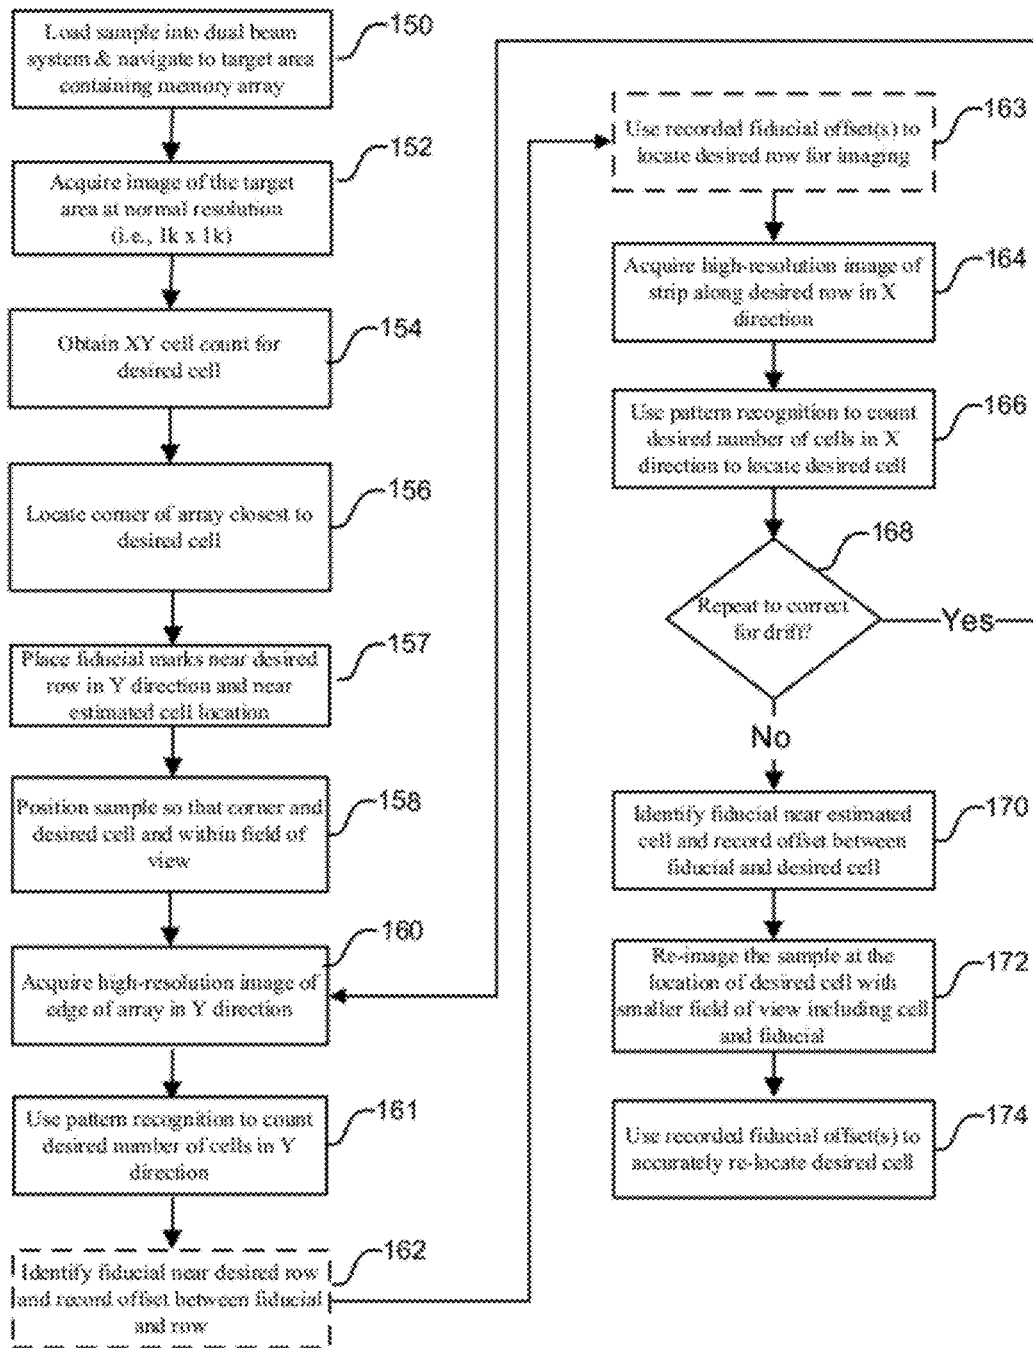 Load sample into dual beam
system & navigate to target area
containing memory array
150
Acquire image of the target
area at normal resolution
(i.e., 1k x 1k)
152
Obtain XY cell count for
desired cell
154
Locate corner of array closest to
desired cell
156
Place fiducial marks near desired
row in Y direction and near
estimated cell location
157
Position sample so that corner and
desired cell and within field of
view
158
Acquire high-resolution image of
edge of array in Y direction
160
Use pattern recognition to count
desired number of cells in Y
direction
161
Identify fiducial near desired row
and record offset between fiducial
and row
162
Use recorded fiducial offset(s) to
locate desired row for imaging
163
Acquire high-resolution image of
strip along desired row in X
direction
164
Use pattern recognition to count
desired number of cells in X
direction to locate desired cell
166
Repeat to correct
for drift?
168
Yes
No
Identify fiducial near estimated
cell and record offset between
fiducial and desired cell
170
Re-image the sample at the
location of desired cell with
smaller field of view including cell
and fiducial
172
Use recorded fiducial offset(s) to
accurately re-locate desired cell
174